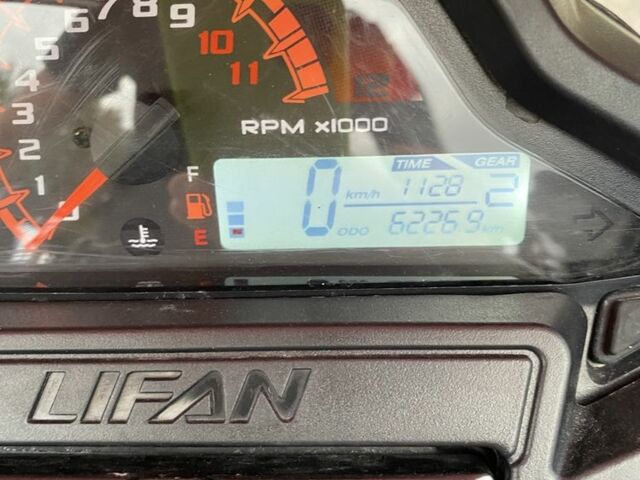 6 7 8 9
5 10
4 11
3 12
2 RPM x1000
1 F TIME GEAR
0 0 km/h 1128 2
E ODO 6226.9 km
LIFAN